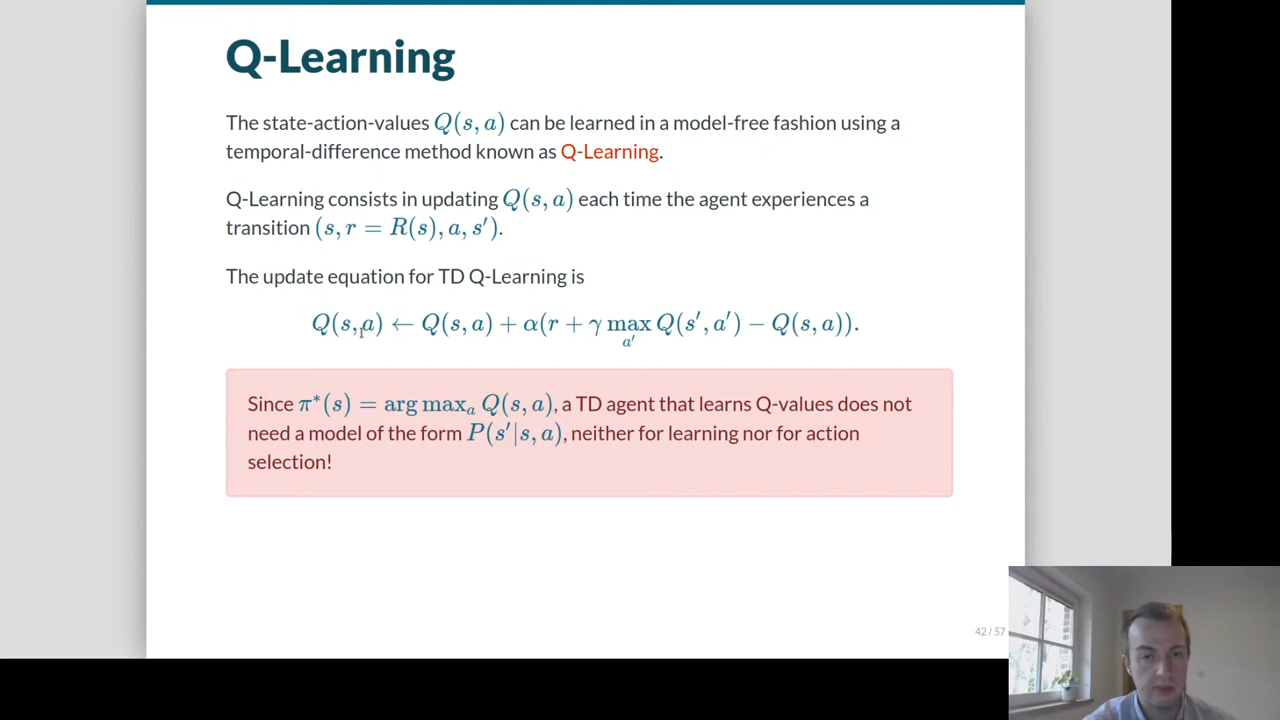 Q-Learning
The state-action-values Q(s, a) can be learned in a model-free fashion using a
temporal-difference method known as Q-Learning.
Q-Learning consists in updating Q(s, a) each time the agent experiences a
transition (s, r = R(s), a, s′).
The update equation for TD Q-Learning is
Q(s, a) ← Q(s, a) + α(r + γ max Q(s′, a′) − Q(s, a)).
a′
Since π*(s) = arg maxₐ Q(s, a), a TD agent that learns Q-values does not
need a model of the form P(s′|s, a), neither for learning nor for action
selection!
42 / 57